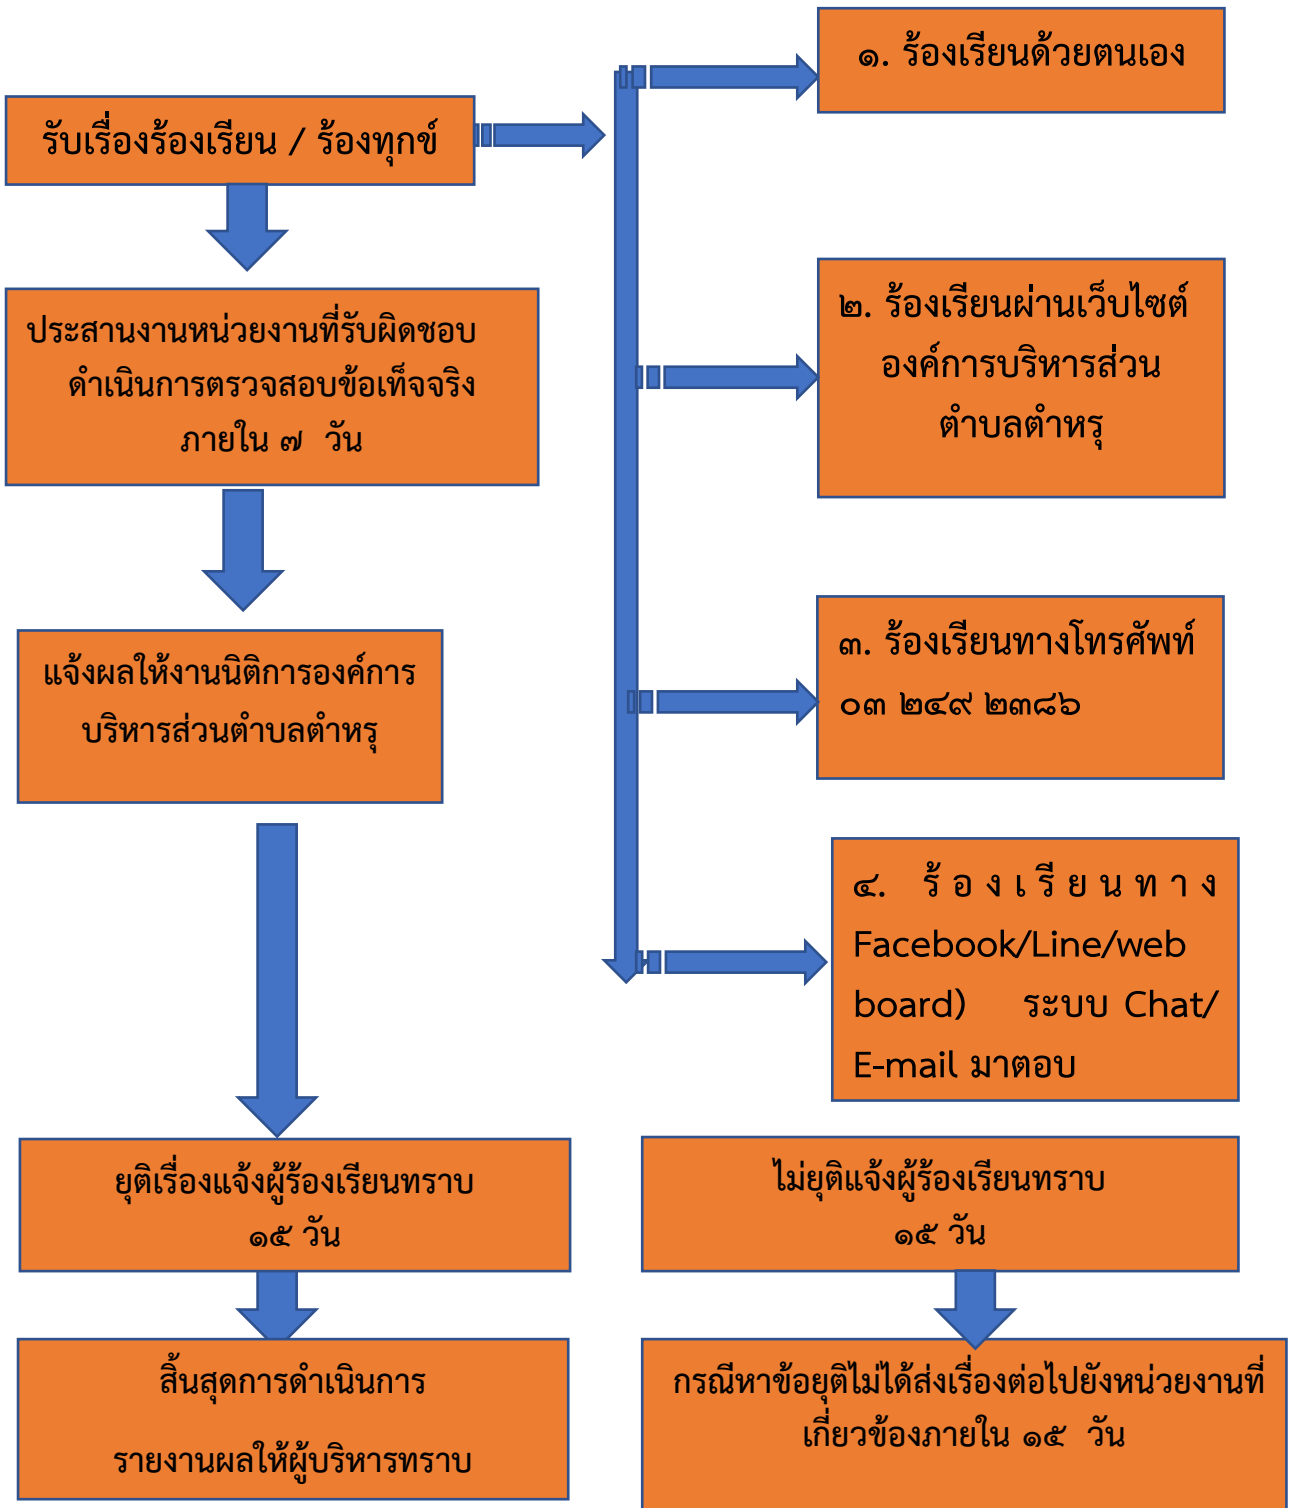 ๑. ร้องเรียนด้วยตนเอง
รับเรื่องร้องเรียน / ร้องทุกข์
ประสานงานหน่วยงานที่รับผิดชอบ
ดำเนินการตรวจสอบข้อเท็จจริง
ภายใน ๗ วัน
๒. ร้องเรียนผ่านเว็บไซต์
องค์การบริหารส่วน
ตำบลตำหรุ
แจ้งผลให้งานนิติการองค์การ
บริหารส่วนตำบลตำหรุ
๓. ร้องเรียนทางโทรศัพท์
๐๓ ๒๔๙ ๒๓๘๖
๔. ร้องเรียนทาง
Facebook/Line/web
board) ระบบ Chat/
E-mail มาตอบ
ยุติเรื่องแจ้งผู้ร้องเรียนทราบ
๑๕ วัน
ไม่ยุติแจ้งผู้ร้องเรียนทราบ
๑๕ วัน
สิ้นสุดการดำเนินการ
รายงานผลให้ผู้บริหารทราบ
กรณีหาข้อยุติไม่ได้ส่งเรื่องต่อไปยังหน่วยงานที่
เกี่ยวข้องภายใน ๑๕ วัน